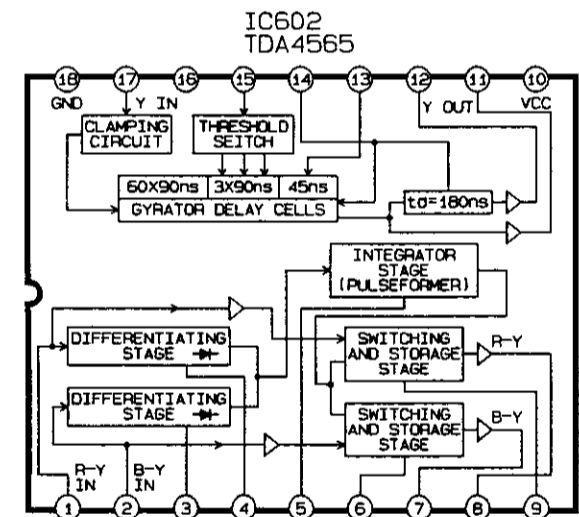 IC602
TDA4565
18 17 16 15 14 13 12 11 10
GND Y IN Y OUT VCC
CLAMPING
CIRCUIT
THRESHOLD
SEITCH
60X90ns 3X90ns 45ns
GYRATOR DELAY CELLS
tσ=180ns
INTEGRATOR
STAGE
(PULSEFORMER)
DIFFERENTIATING
STAGE
SWITCHING
AND STORAGE
STAGE
R-Y
DIFFERENTIATING
STAGE
SWITCHING
AND STORAGE
STAGE
B-Y
R-Y
IN
B-Y
IN
1 2 3 4 5 6 7 8 9